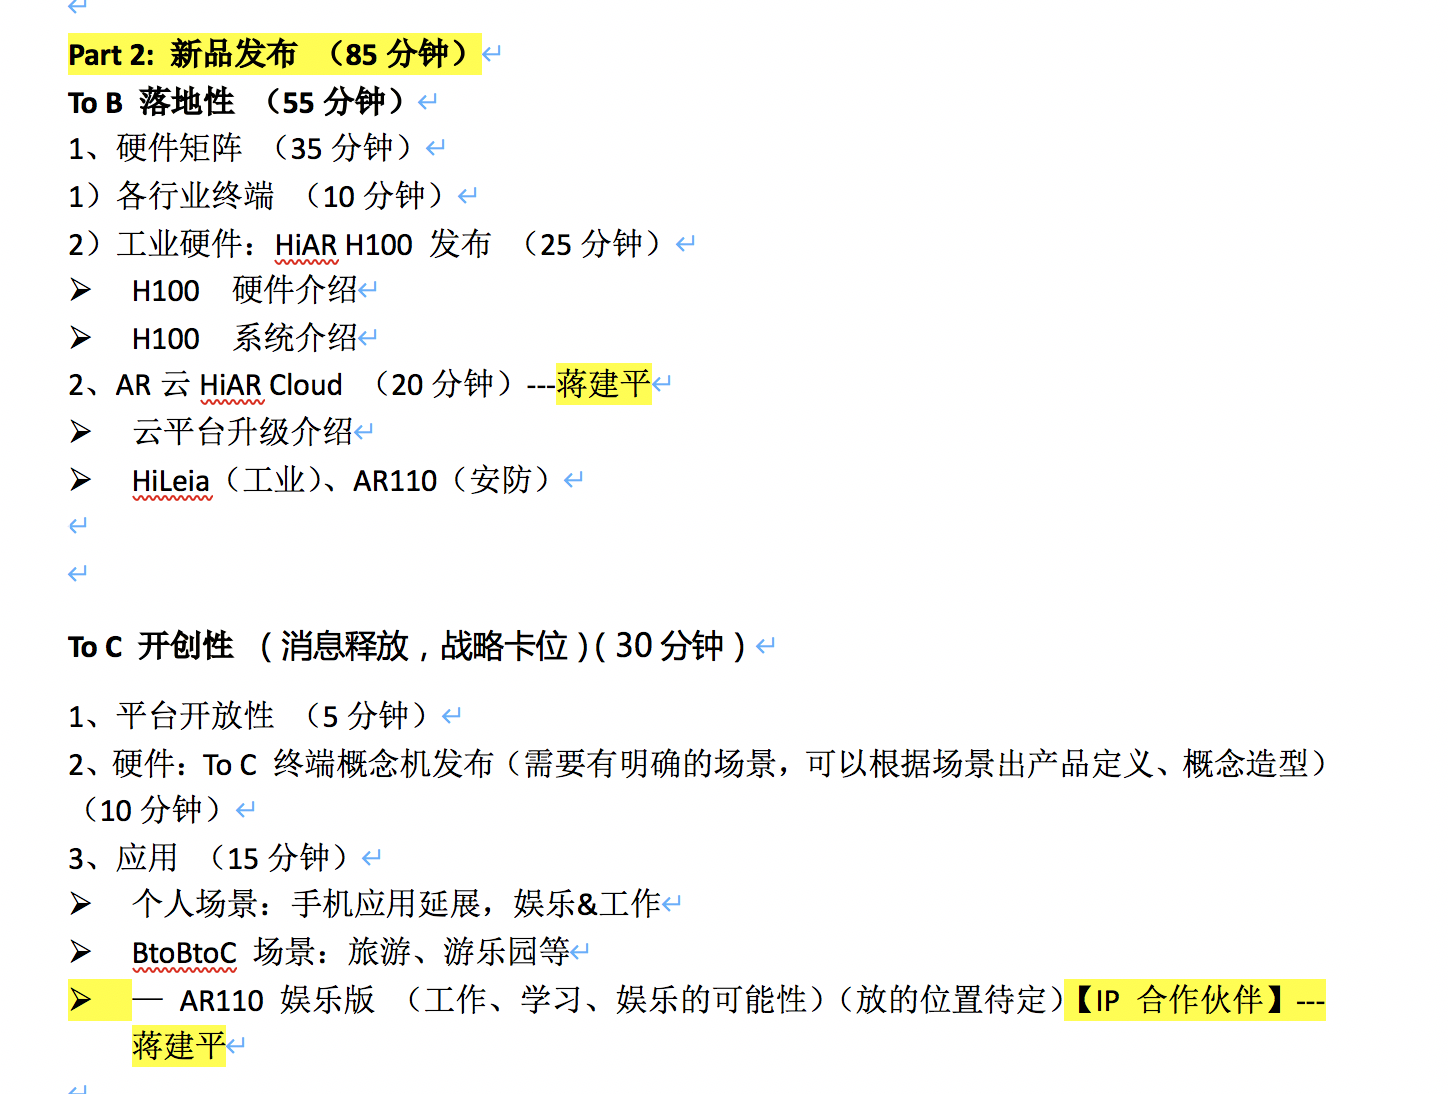 Part 2: 新品发布 （85 分钟）
To B 落地性 （55 分钟）
1、硬件矩阵 （35 分钟）
1）各行业终端 （10 分钟）
2）工业硬件：HiAR H100 发布 （25 分钟）
➢ H100 硬件介绍
➢ H100 系统介绍
2、AR 云 HiAR Cloud （20 分钟）---蒋建平
➢ 云平台升级介绍
➢ HiLeia（工业）、AR110（安防）
To C 开创性 （消息释放，战略卡位）（30 分钟）
1、平台开放性 （5 分钟）
2、硬件：To C 终端概念机发布（需要有明确的场景，可以根据场景出产品定义、概念造型）
（10 分钟）
3、应用 （15 分钟）
➢ 个人场景：手机应用延展，娱乐&工作
➢ BtoBtoC 场景：旅游、游乐园等
➢ — AR110 娱乐版 （工作、学习、娱乐的可能性）（放的位置待定）【IP 合作伙伴】---
蒋建平